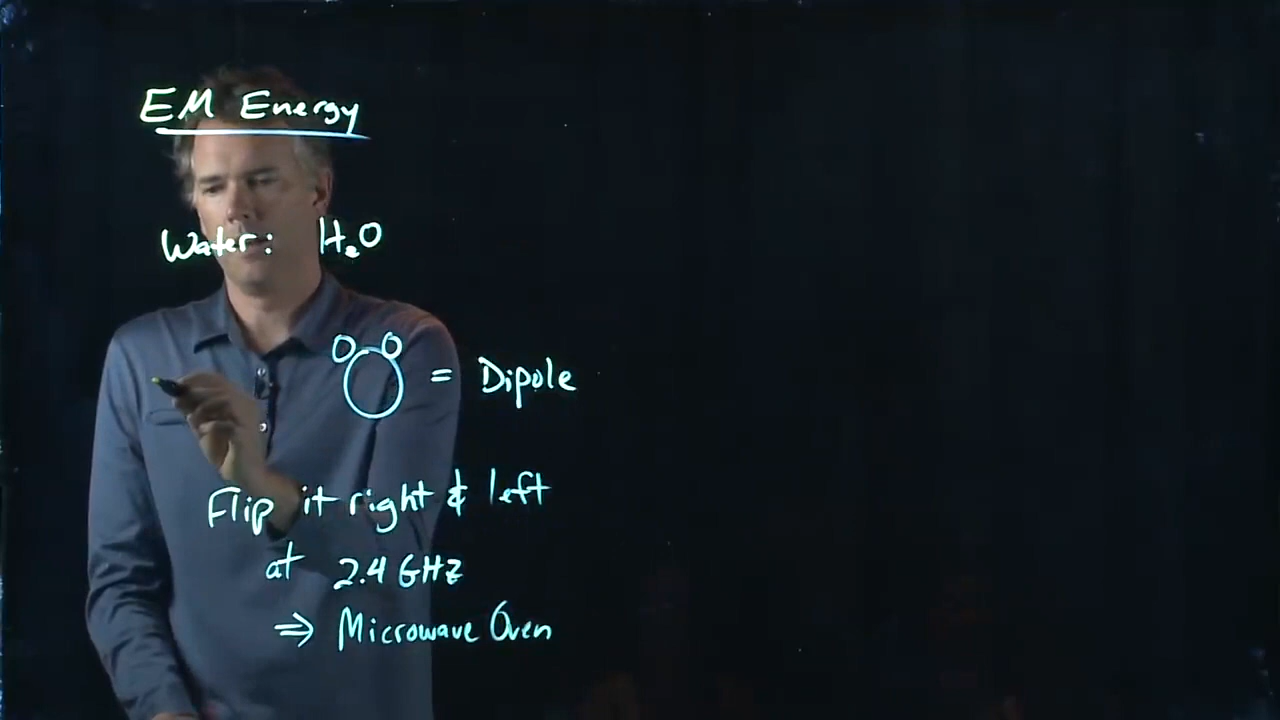 EM Energy
Water: H₂O
= Dipole
Flip it right & left
at 2.4 GHz
⇒ Microwave Oven